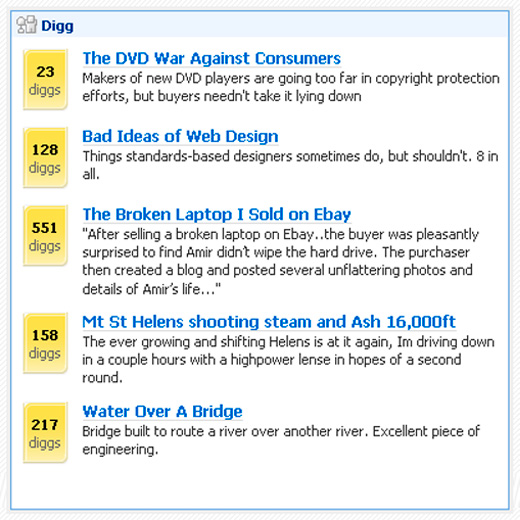 Digg
The DVD War Against Consumers
23
diggs
Makers of new DVD players are going too far in copyright protection
efforts, but buyers needn't take it lying down
Bad Ideas of Web Design
128
diggs
Things standards-based designers sometimes do, but shouldn't. 8 in
all.
The Broken Laptop I Sold on Ebay
551
diggs
"After selling a broken laptop on Ebay..the buyer was pleasantly
surprised to find Amir didn’t wipe the hard drive. The purchaser
then created a blog and posted several unflattering photos and
details of Amir’s life..."
Mt St Helens shooting steam and Ash 16,000ft
158
diggs
The ever growing and shifting Helens is at it again, Im driving down
in a couple hours with a highpower lense in hopes of a second
round.
Water Over A Bridge
217
diggs
Bridge built to route a river over another river. Excellent piece of
engineering.